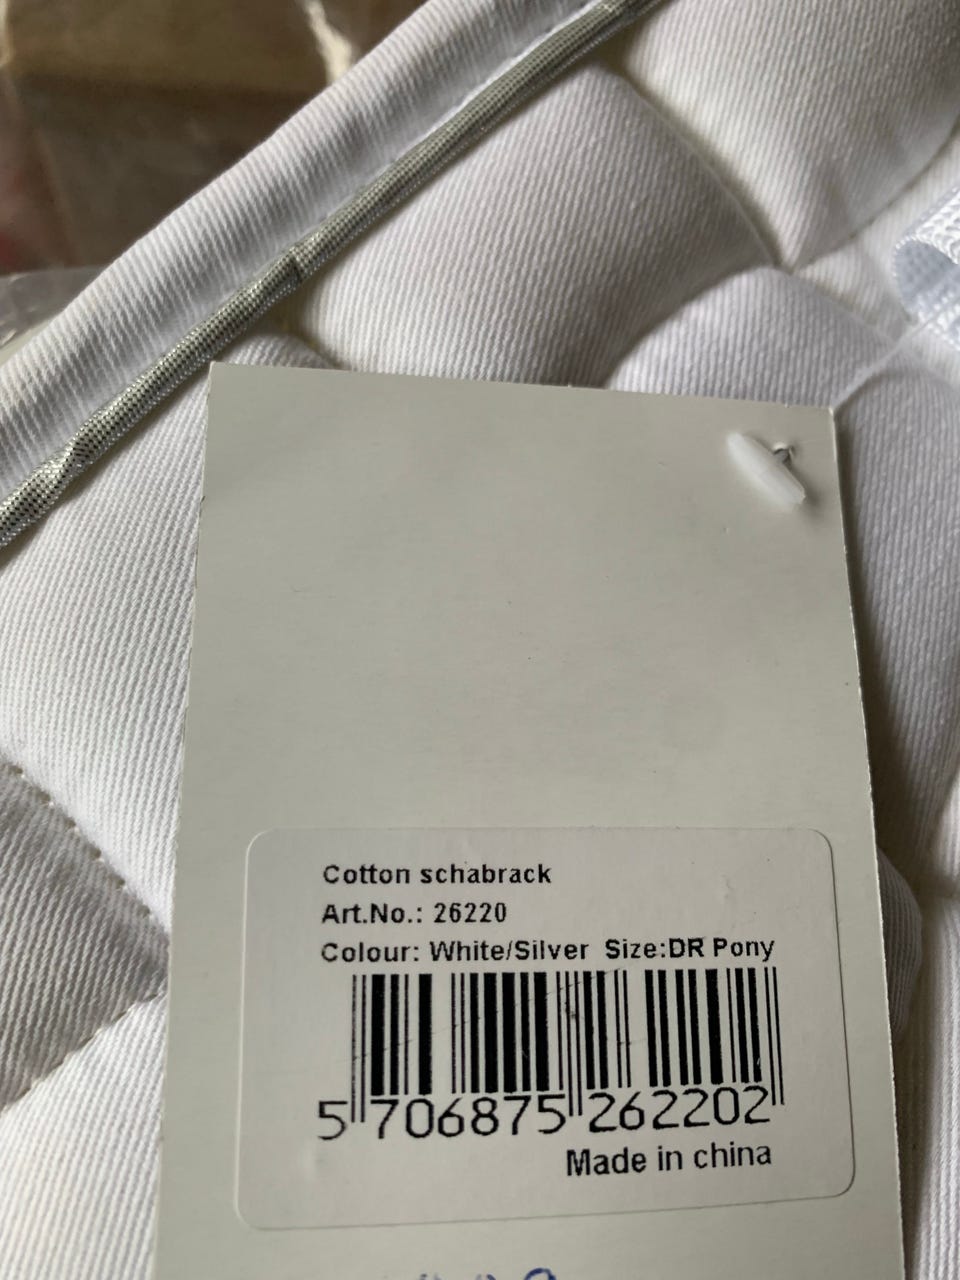 Cotton schabrack
Art.No.: 26220
Colour: White/Silver Size:DR Pony
5 706875 262202
Made in china